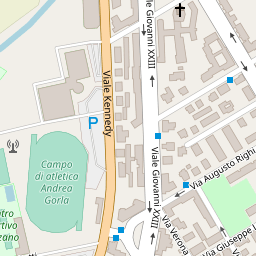 Viale Giovanni XXIII
Viale Kennedy
P
Campo
di atletica
Andrea
Gorla
Viale Giovanni XXIII
Via Augusto Righi
Via Verona
Via Giuseppe